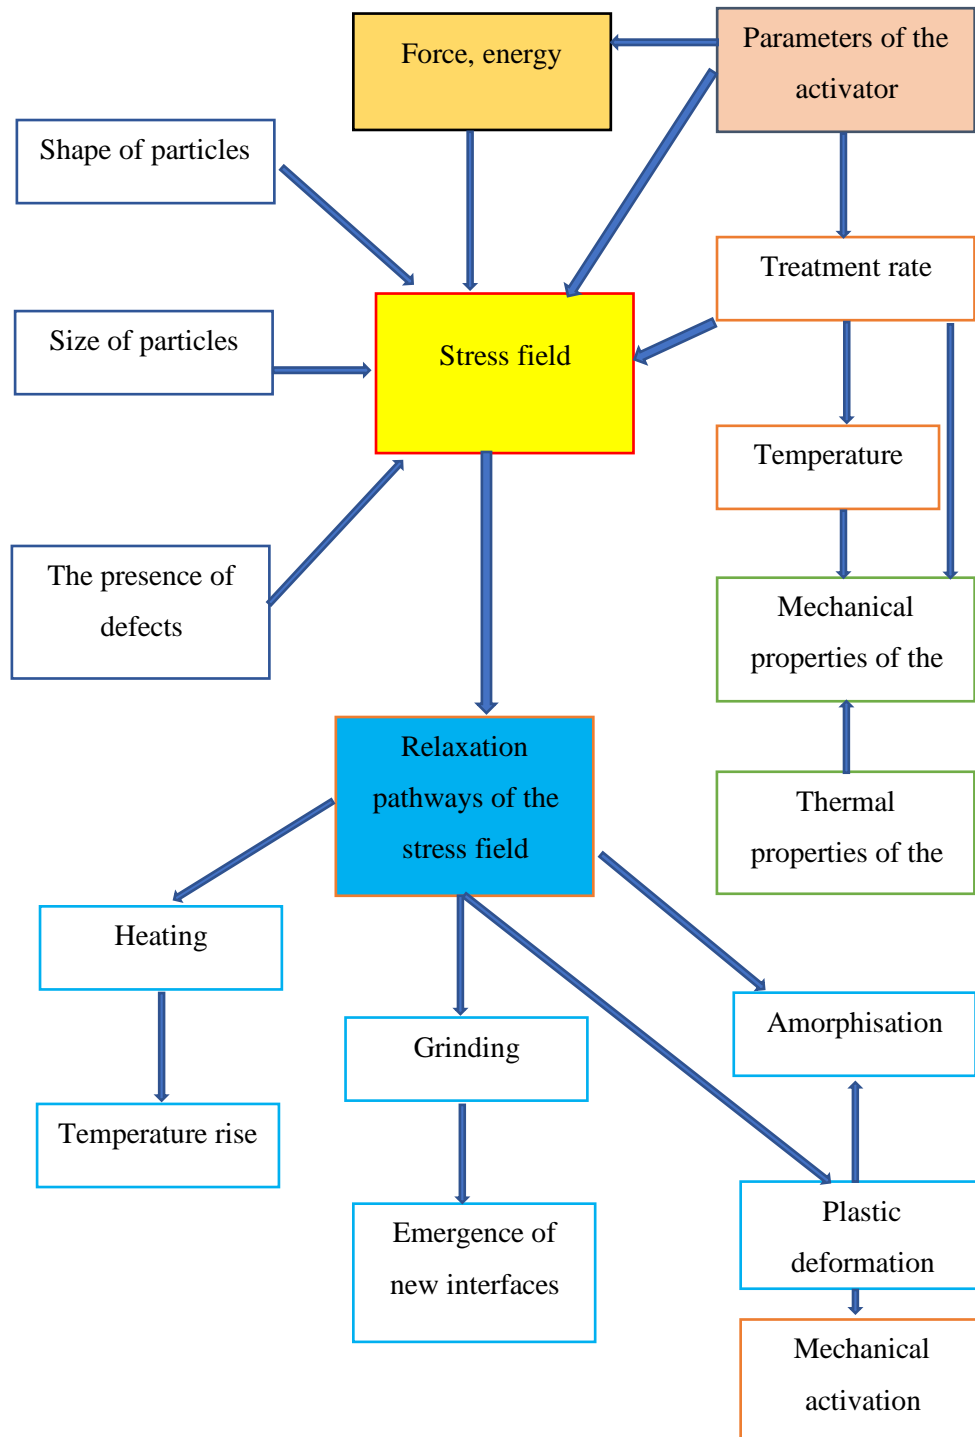 Force, energy
Parameters of the
activator
Shape of particles
Treatment rate
Size of particles
Stress field
Temperature
The presence of
defects
Mechanical
properties of the
Relaxation
pathways of the
stress field
Thermal
properties of the
Heating
Grinding
Amorphisation
Temperature rise
Emergence of
new interfaces
Plastic
deformation
Mechanical
activation